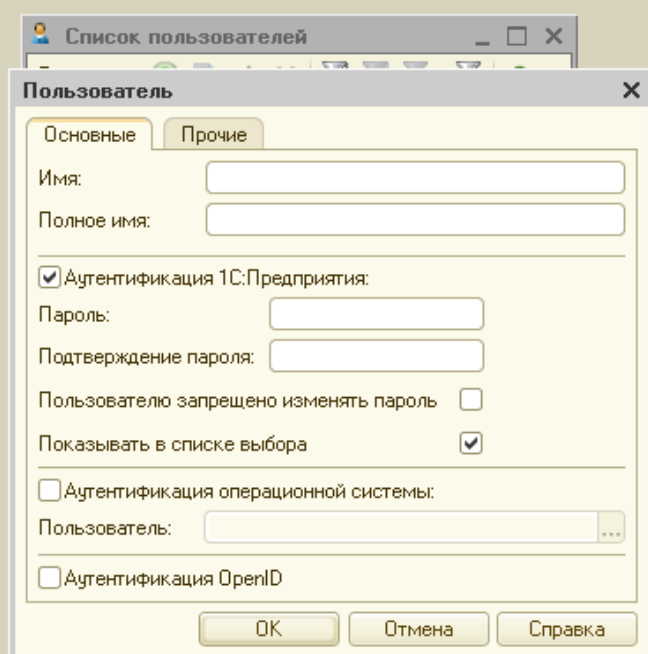 Список пользователей
Пользователь
Основные Прочие
Имя:
Полное имя:
Аутентификация 1С:Предприятия:
Пароль:
Подтверждение пароля:
Пользователю запрещено изменять пароль
Показывать в списке выбора
Аутентификация операционной системы:
Пользователь: ...
Аутентификация OpenID
OK Отмена Справка